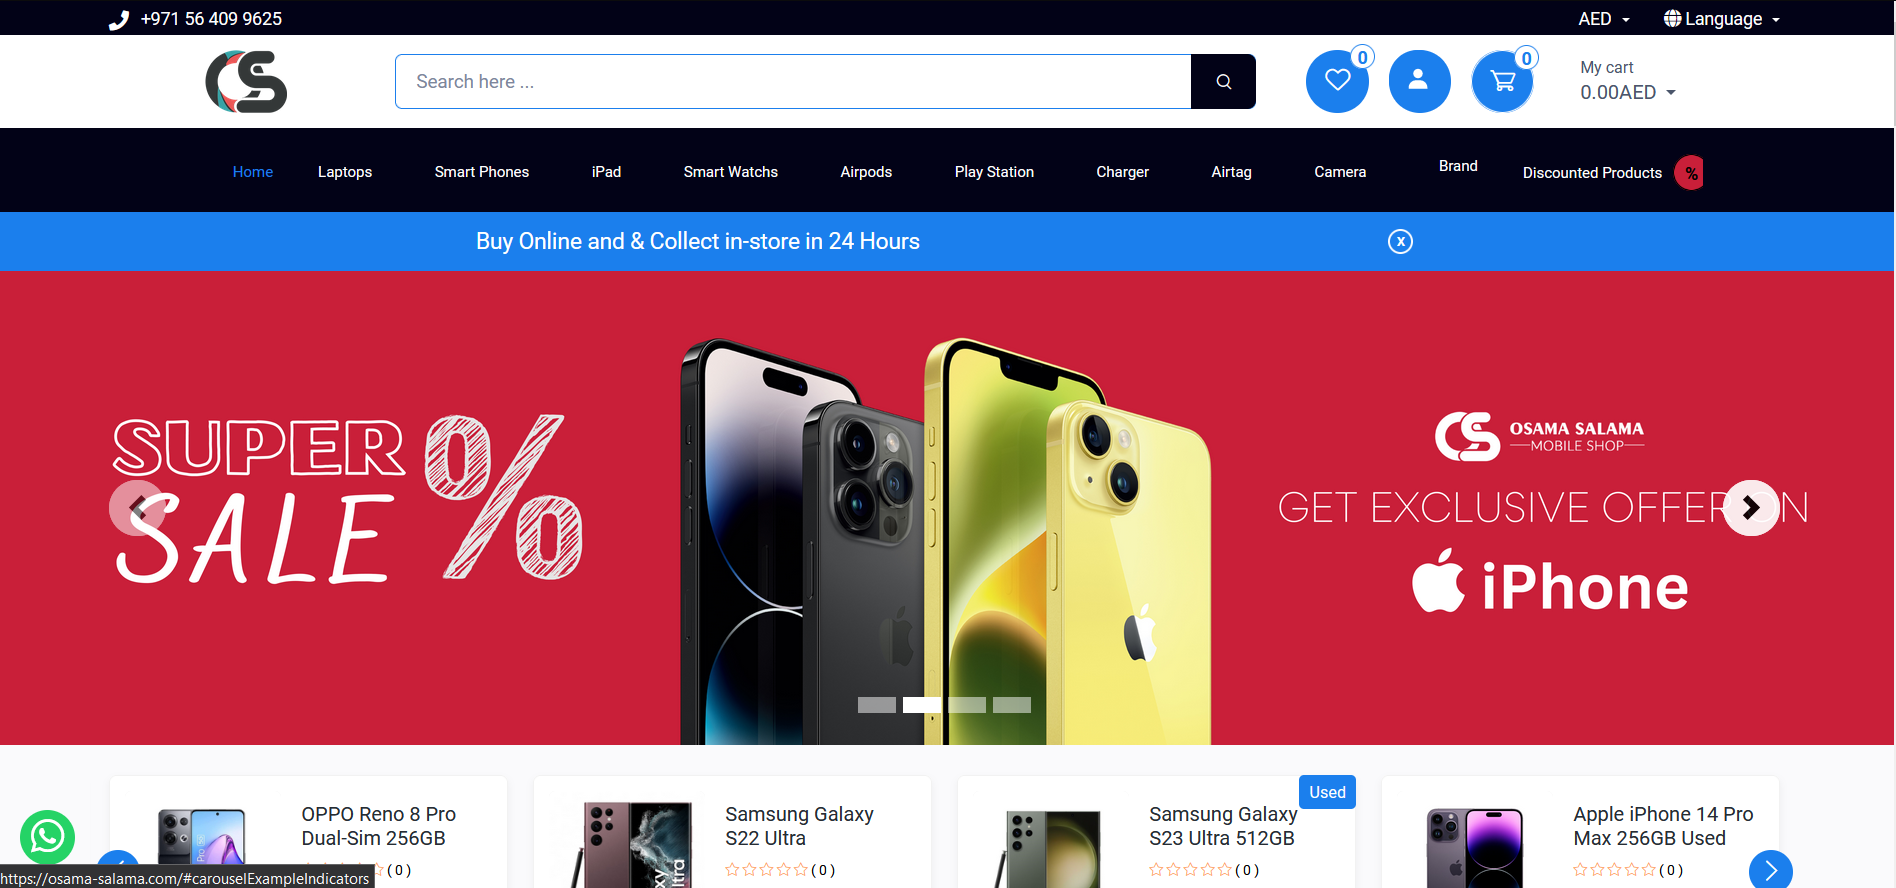 +971 56 409 9625
AED
Language
CS
Search here ...
0
0
My cart
0.00AED
Home
Laptops
Smart Phones
iPad
Smart Watchs
Airpods
Play Station
Charger
Airtag
Camera
Brand
Discounted Products
%
Buy Online and & Collect in-store in 24 Hours
x
SUPER
SALE
%
CS
OSAMA SALAMA
MOBILE SHOP
GET EXCLUSIVE OFFER ON
iPhone
OPPO Reno 8 Pro
Dual-Sim 256GB
( 0 )
Samsung Galaxy
S22 Ultra
( 0 )
Used
Samsung Galaxy
S23 Ultra 512GB
( 0 )
Apple iPhone 14 Pro
Max 256GB Used
( 0 )
https://osama-salama.com/#carouselExampleIndicators